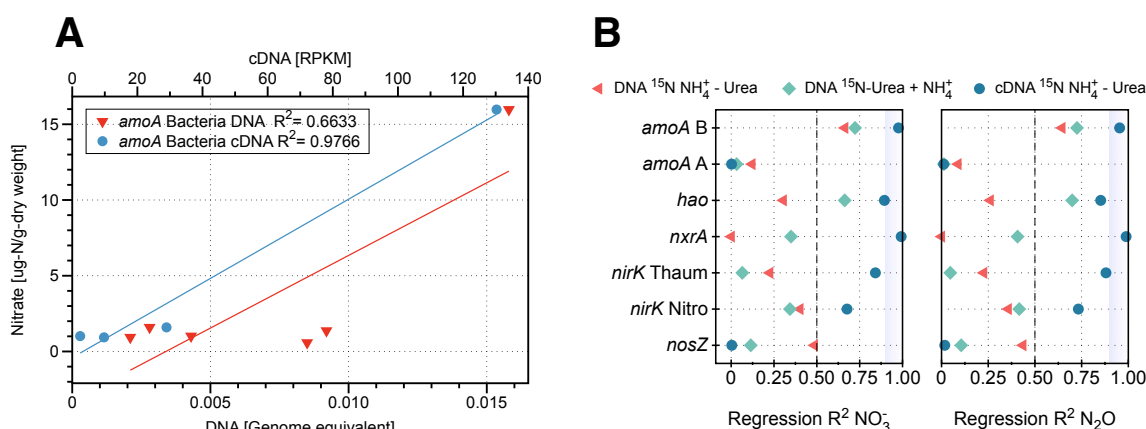 A
cDNA [RPKM]
0 20 40 60 80 100 120 140
amoA Bacteria DNA R²= 0.6633
amoA Bacteria cDNA R²= 0.9766
Nitrate [ug-N/g-dry weight]
15
10
5
0
0 0.005 0.010 0.015
DNA [Genome equivalent]
B
DNA ¹⁵N NH₄⁺ - Urea DNA ¹⁵N-Urea + NH₄⁺ cDNA ¹⁵N NH₄⁺ - Urea
amoA B
amoA A
hao
nxrA
nirK Thaum
nirK Nitro
nosZ
0 0.25 0.50 0.75 1.00 0 0.25 0.50 0.75 1.00
Regression R² NO₃⁻ Regression R² N₂O